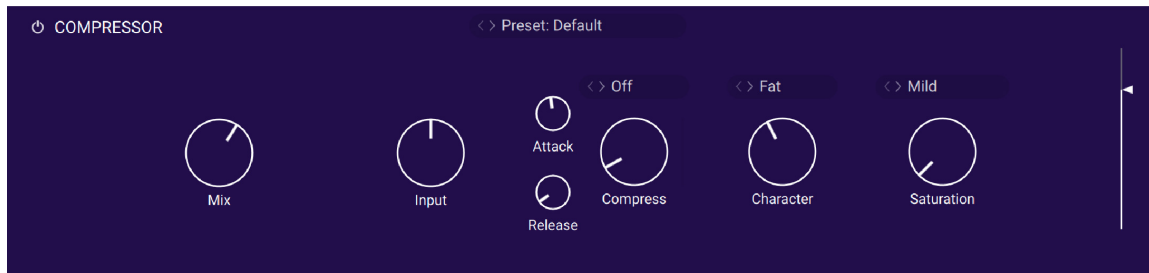 COMPRESSOR
Preset: Default
Off
Fat
Mild
Attack
Mix
Input
Compress
Character
Saturation
Release